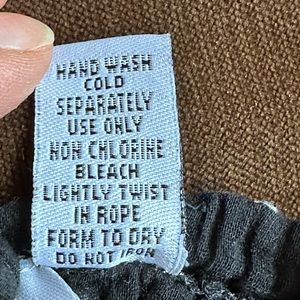 HAND WASH
COLD
SEPARATELY
USE ONLY
NON CHLORINE
BLEACH
LIGHTLY TWIST
IN ROPE
FORM TO DRY
DO NOT IRON